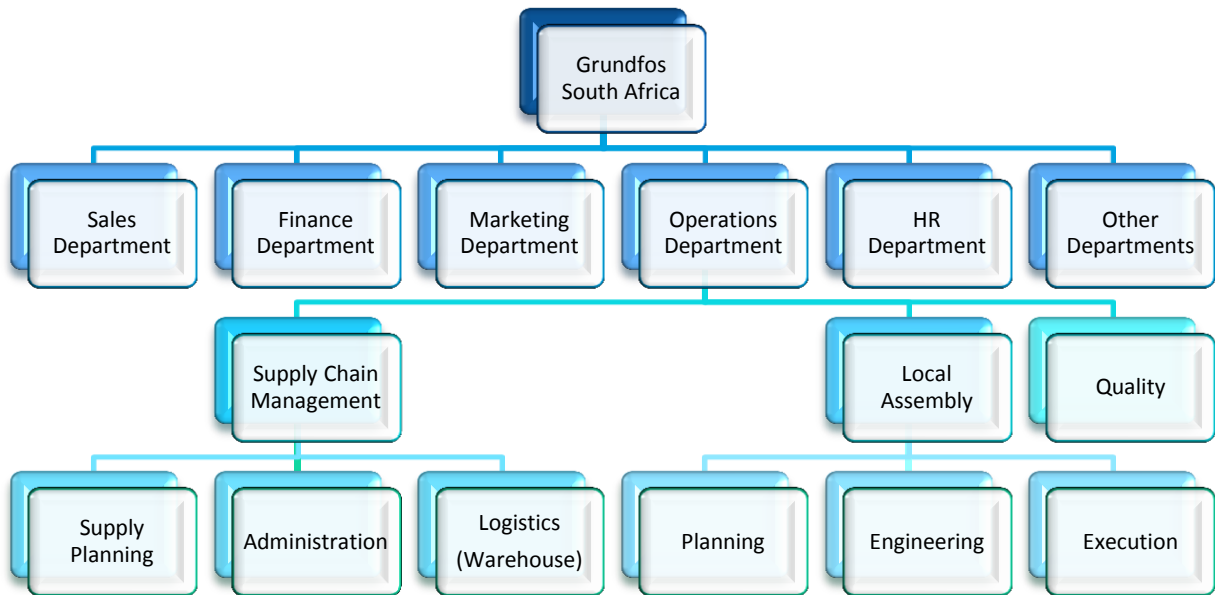 Grundfos
South Africa
Sales
Department
Finance
Department
Marketing
Department
Operations
Department
HR
Department
Other
Departments
Supply Chain
Management
Local
Assembly
Quality
Supply
Planning
Administration
Logistics
(Warehouse)
Planning
Engineering
Execution